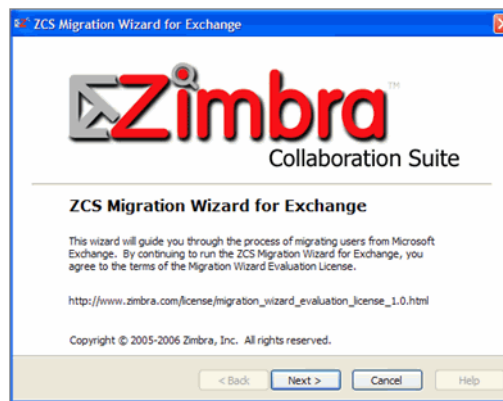 ZCS Migration Wizard for Exchange
Zimbra™
Collaboration Suite
ZCS Migration Wizard for Exchange
This wizard will guide you through the process of migrating users from Microsoft
Exchange. By continuing to run the ZCS Migration Wizard for Exchange, you
agree to the terms of the Migration Wizard Evaluation License.
http://www.zimbra.com/license/migration_wizard_evaluation_license_1.0.html
Copyright © 2005-2006 Zimbra, Inc. All rights reserved.
< Back Next > Cancel Help